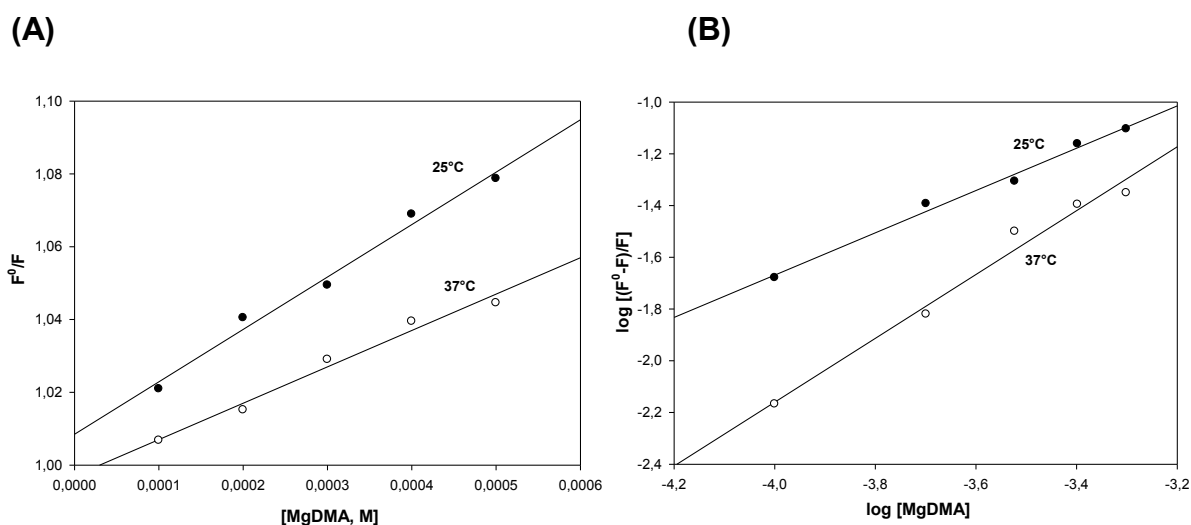 (A)
(B)
1,10
1,08
1,06
1,04
1,02
1,00
F⁰/F
25°C
37°C
0,0000 0,0001 0,0002 0,0003 0,0004 0,0005 0,0006
[MgDMA, M]
-1,0
-1,2
-1,4
-1,6
-1,8
-2,0
-2,2
-2,4
log [(F⁰-F)/F]
25°C
37°C
-4,2 -4,0 -3,8 -3,6 -3,4 -3,2
log [MgDMA]